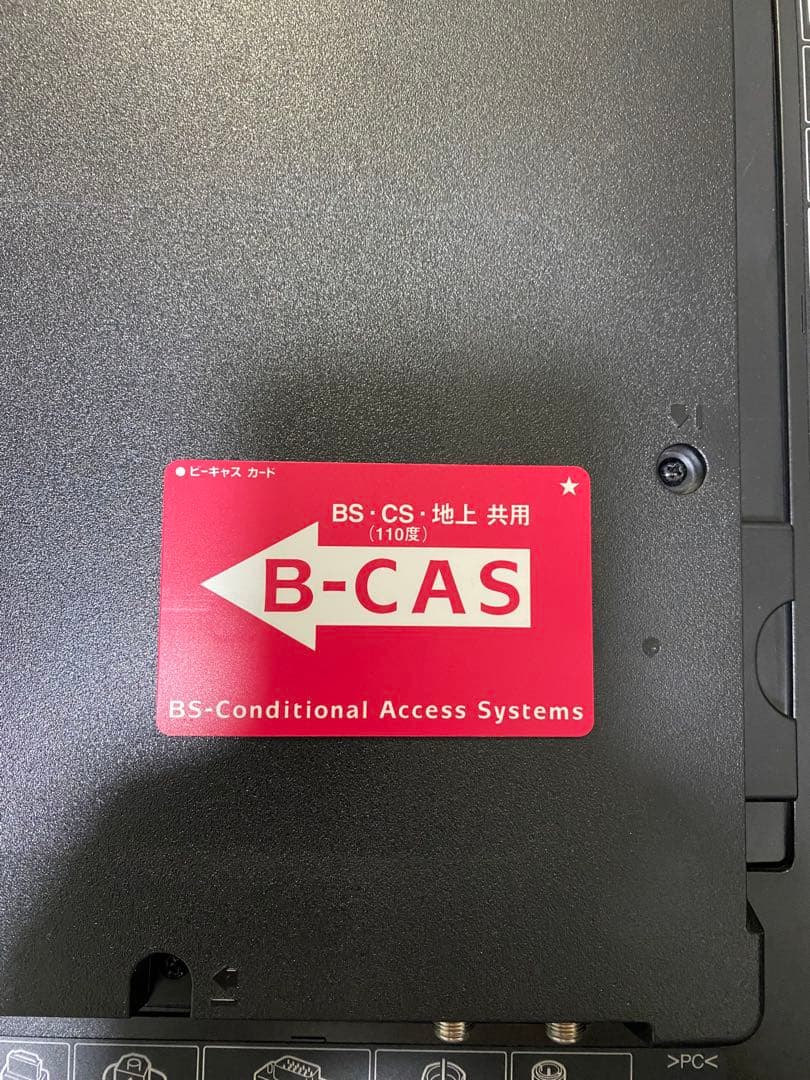 ● ビーキャス カード
★
BS・CS・地上 共用
(110度)
B-CAS
BS-Conditional Access Systems
>PC<